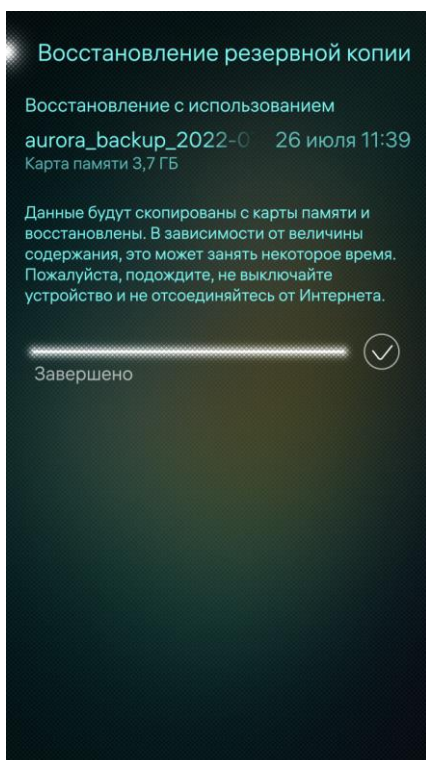 Восстановление резервной копии
Восстановление с использованием
aurora_backup_2022-0 26 июля 11:39
Карта памяти 3,7 ГБ
Данные будут скопированы с карты памяти и
восстановлены. В зависимости от величины
содержания, это может занять некоторое время.
Пожалуйста, подождите, не выключайте
устройство и не отсоединяйтесь от Интернета.
Завершено